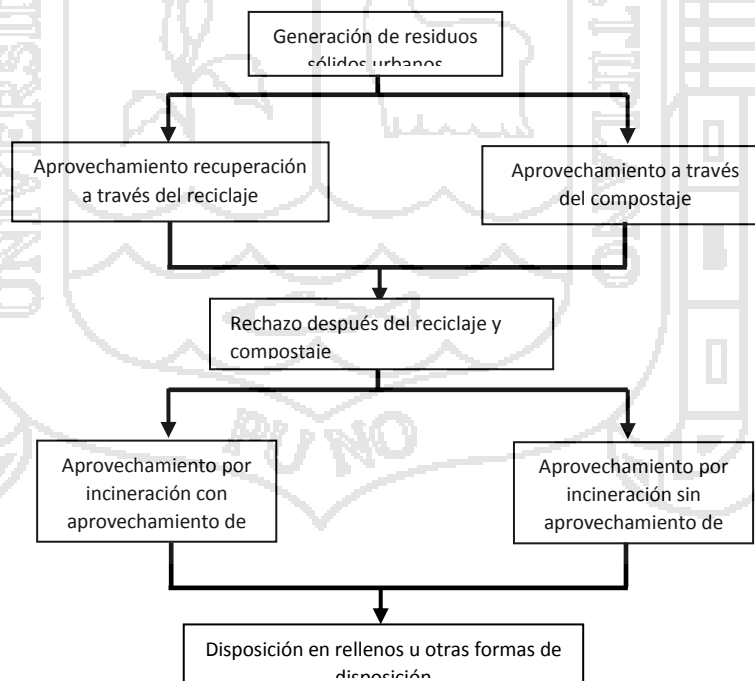 Generación de residuos
sólidos urbanos
Aprovechamiento recuperación
a través del reciclaje
Aprovechamiento a través
del compostaje
Rechazo después del reciclaje y
compostaje
PUNO
Aprovechamiento por
incineración con
aprovechamiento de
Aprovechamiento por
incineración sin
aprovechamiento de
Disposición en rellenos u otras formas de
disposición